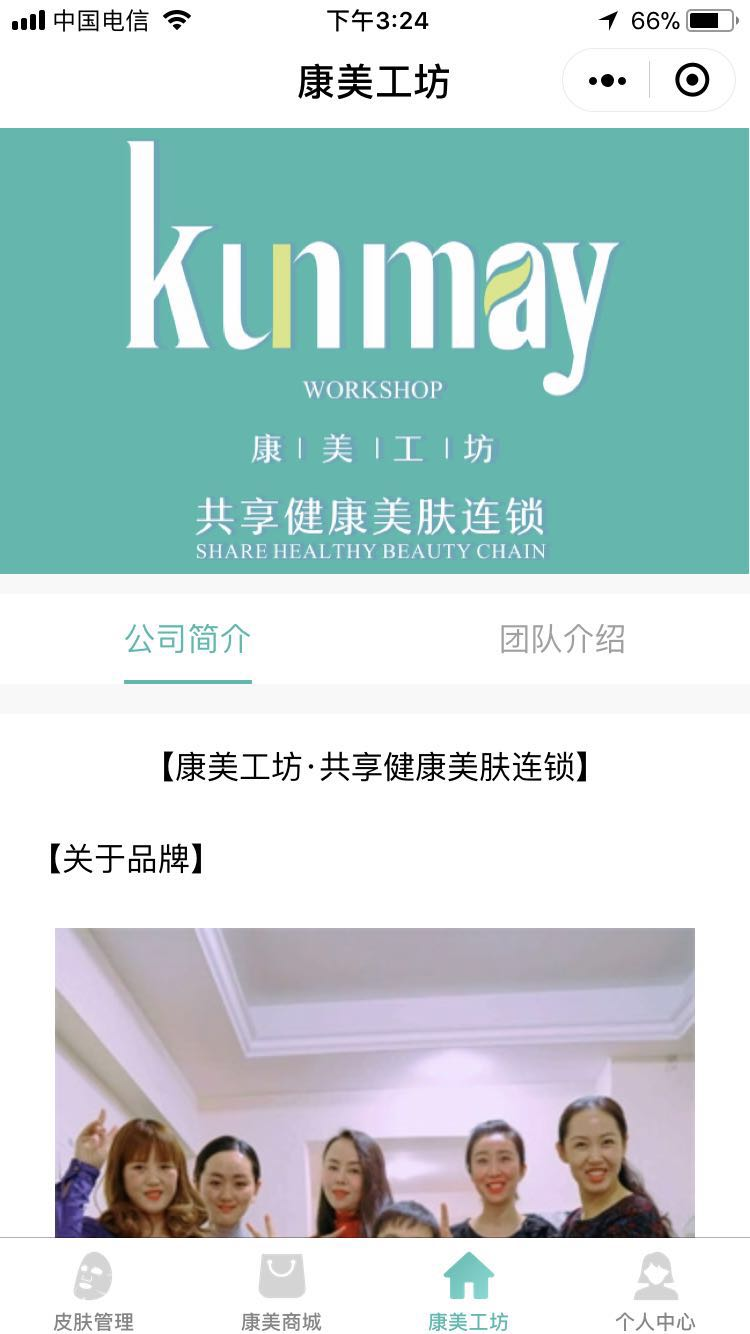 中国电信 下午3:24 66%
康美工坊
kunmay
WORKSHOP
康 | 美 | 工 | 坊
共享健康美肤连锁
SHARE HEALTHY BEAUTY CHAIN
公司简介 团队介绍
【康美工坊·共享健康美肤连锁】
【关于品牌】
皮肤管理 康美商城 康美工坊 个人中心